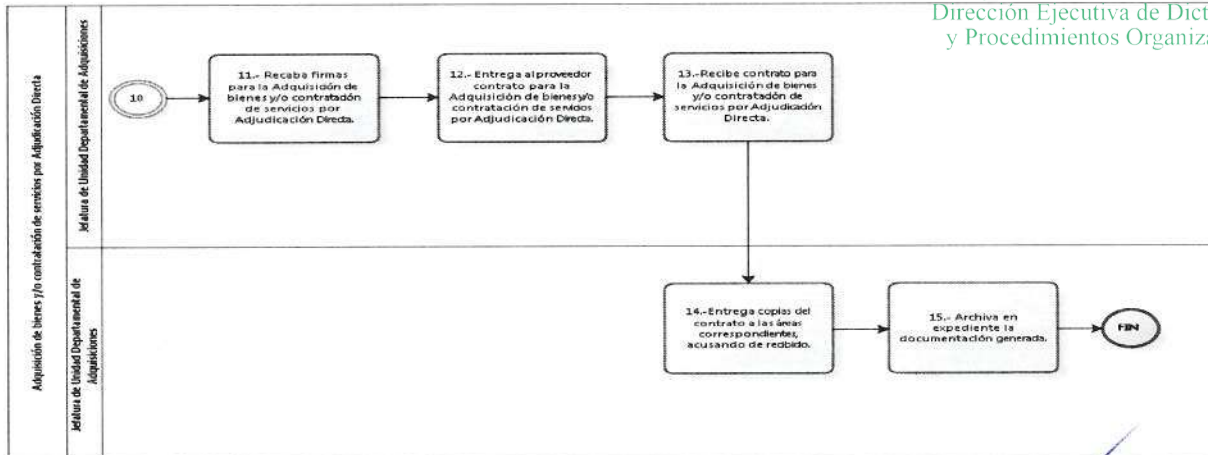 Dirección Ejecutiva de
y Procedimientos
Adquisición de bienes y/o contratación de servicios por Adjudicación Directa
Jefatura de Unidad Departamental de Adquisiciones
10
11.- Recaba firmas
para la Adquisición de
bienes y/o contratación
de servicios por
Adjudicación Directa.
12.- Entrega al proveedor
contrato para la
Adquisición de bienes y/o
contratación de servicios
por Adjudicación Directa.
13.-Recibe contrato para
la Adquisición de bienes
y/o contratación de
servicios por Adjudicación
Directa.
Jefatura de Unidad Departamental de
Adquisiciones
14.-Entrega copias del
contrato a las áreas
correspondientes,
acusando de recibido.
15.- Archiva en
expediente la
documentación generada.
FIN